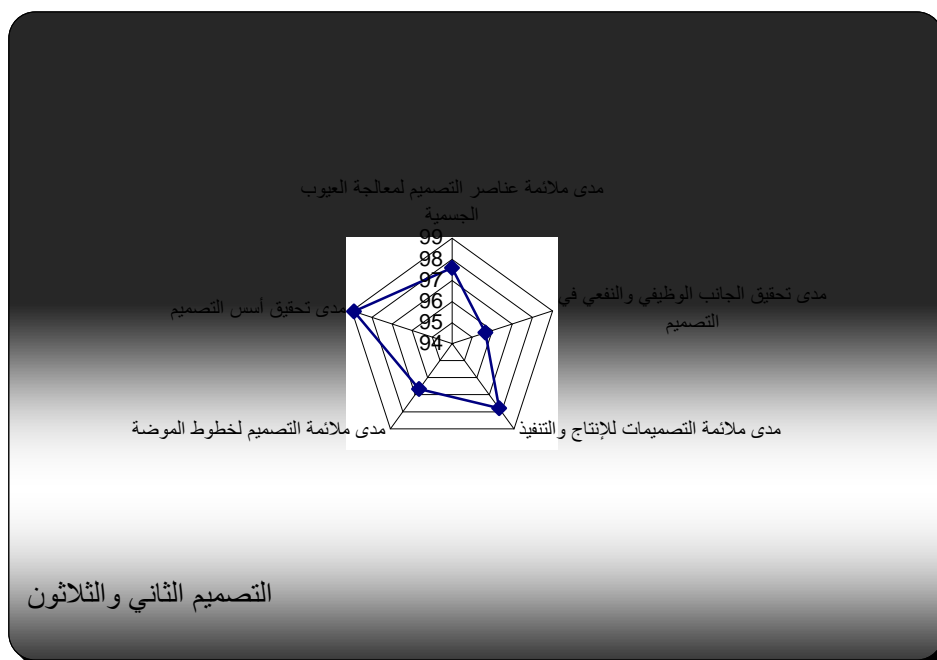 مدى ملائمة عناصر التصميم لمعالجة العيوب
الجسمية
99
98
97
96
95
94
مدى تحقيق الجانب الوظيفي والنفعي في
التصميم
مدى تحقيق أسس التصميم
مدى ملائمة التصميمات للإنتاج والتنفيذ
مدى ملائمة التصميم لخطوط الموضة
التصميم الثاني والثلاثون